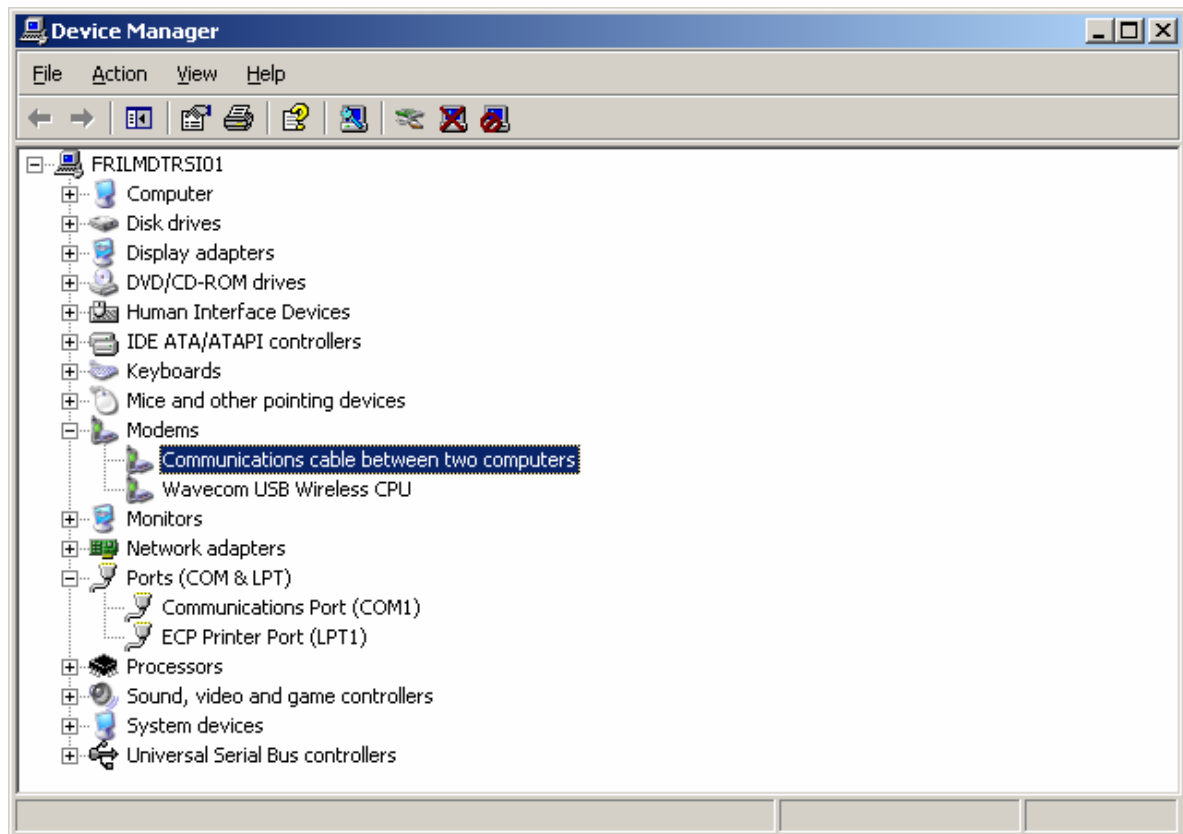 Device Manager
File Action View Help
FRILMDTRSI01
Computer
Disk drives
Display adapters
DVD/CD-ROM drives
Human Interface Devices
IDE ATA/ATAPI controllers
Keyboards
Mice and other pointing devices
Modems
Communications cable between two computers
Wavecom USB Wireless CPU
Monitors
Network adapters
Ports (COM & LPT)
Communications Port (COM1)
ECP Printer Port (LPT1)
Processors
Sound, video and game controllers
System devices
Universal Serial Bus controllers